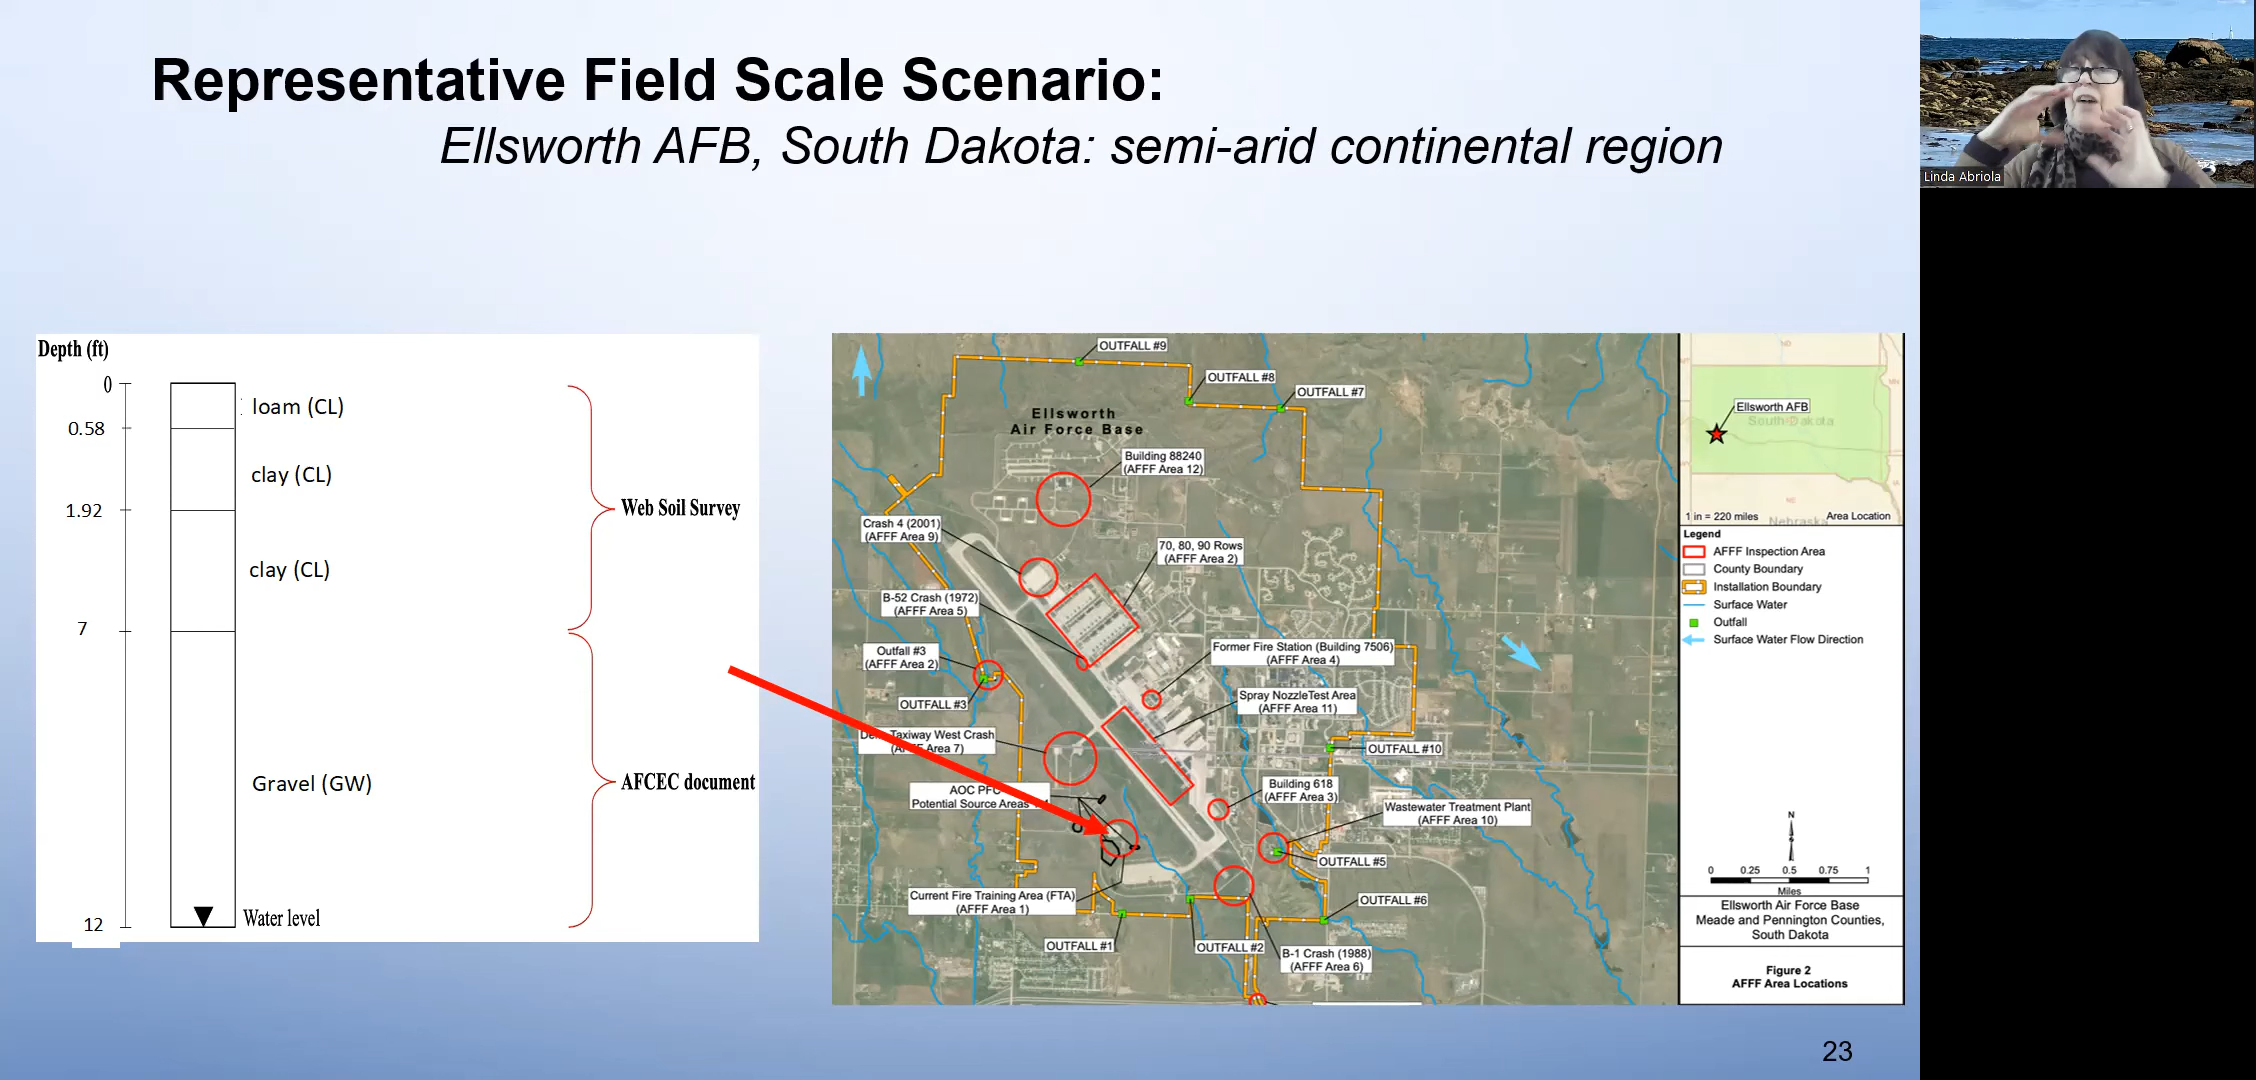 Representative Field Scale Scenario:
Ellsworth AFB, South Dakota: semi-arid continental region
Linda Abriola
Depth (ft)
0
loam (CL)
0.58
clay (CL)
1.92
clay (CL)
7
Gravel (GW)
12
Water level
Web Soil Survey
AFCEC document
OUTFALL #9
OUTFALL #8
OUTFALL #7
Ellsworth
Air Force Base
Building 88240
(AFFF Area 12)
Crash 4 (2001)
(AFFF Area 9)
70, 80, 90 Rows
(AFFF Area 2)
B-52 Crash (1972)
(AFFF Area 5)
Outfall #3
(AFFF Area 2)
OUTFALL #3
Former Fire Station (Building 7506)
(AFFF Area 4)
Spray NozzleTest Area
(AFFF Area 11)
Taxiway West Crash
Area 7)
OUTFALL #10
AOC PFC
Potential Source Areas
Building 618
(AFFF Area 3)
Wastewater Treatment Plant
(AFFF Area 10)
OUTFALL #5
Current Fire Training Area (FTA)
(AFFF Area 1)
OUTFALL #6
OUTFALL #1
OUTFALL #2
B-1 Crash (1988)
(AFFF Area 6)
ND
MN
Ellsworth AFB
South Dakota
IA
NE
Nebraska
1 in = 220 miles
Area Location
Legend
AFFF Inspection Area
County Boundary
Installation Boundary
Surface Water
Outfall
Surface Water Flow Direction
N
0 0.25 0.5 0.75 1
Miles
Ellsworth Air Force Base
Meade and Pennington Counties,
South Dakota
Figure 2
AFFF Area Locations
23